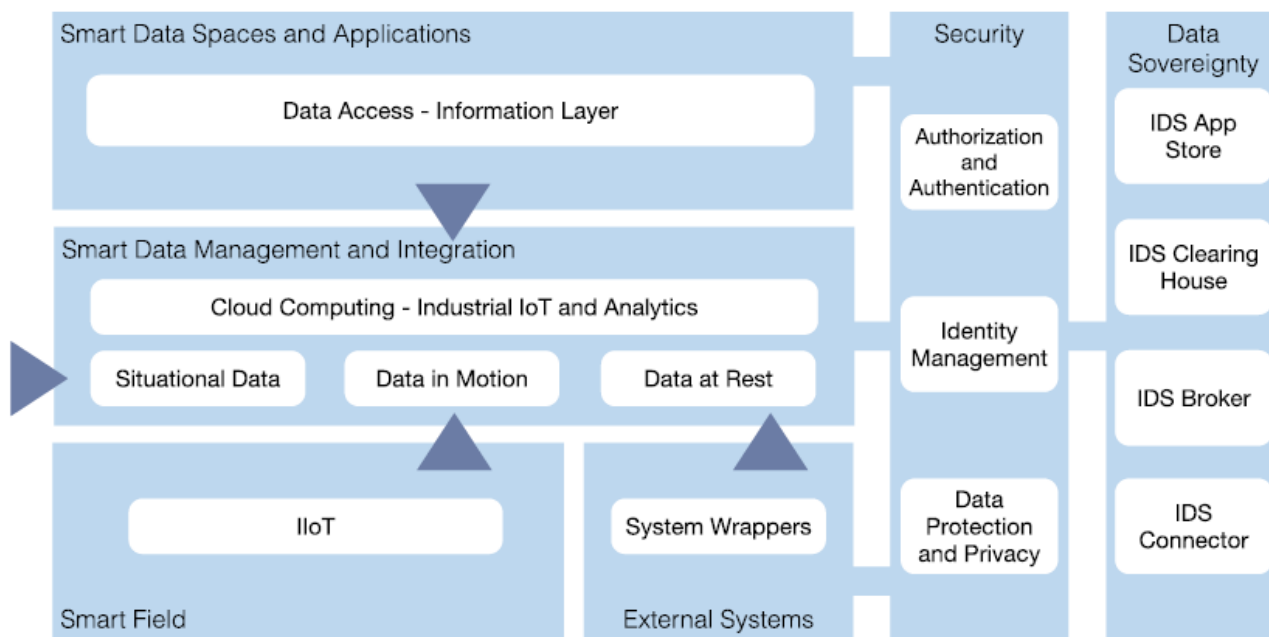 Smart Data Spaces and Applications
Data Access - Information Layer
Smart Data Management and Integration
Cloud Computing - Industrial IoT and Analytics
Situational Data
Data in Motion
Data at Rest
IIoT
Smart Field
System Wrappers
External Systems
Security
Authorization
and
Authentication
Identity
Management
Data
Protection
and Privacy
Data
Sovereignty
IDS App
Store
IDS Clearing
House
IDS Broker
IDS
Connector